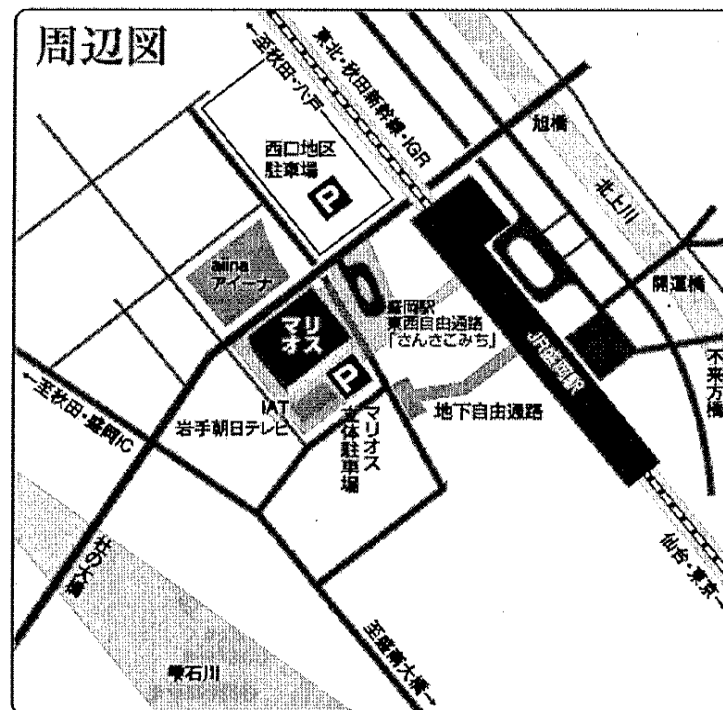 周辺図
←至秋田・八戸
東北・秋田新幹線・IGR
旭橋
北上川
開運橋
不来方橋
西口地区
駐車場
P
aiina
アイーナ
マリ
オス
盛岡駅
東西自由通路
「さんさこみち」
JR盛岡駅
P
IAT
岩手朝日テレビ
マリオス
立体駐車場
地下自由通路
←至秋田・盛岡IC
杜の大橋
雫石川
至盛南大橋→
仙台・東京→